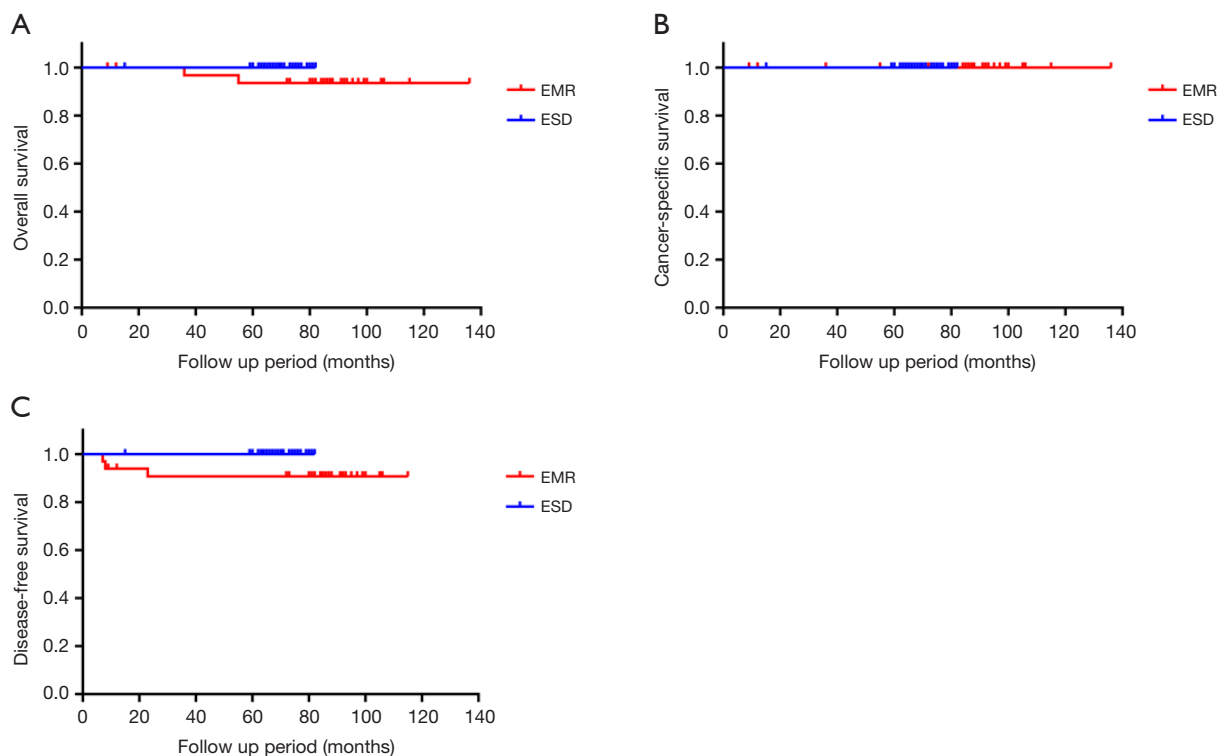 A
Overall survival
1.0
0.8
0.6
0.4
0.2
0.0
0 20 40 60 80 100 120 140
Follow up period (months)
EMR
ESD
B
Cancer-specific survival
1.0
0.8
0.6
0.4
0.2
0.0
0 20 40 60 80 100 120 140
Follow up period (months)
EMR
ESD
C
Disease-free survival
1.0
0.8
0.6
0.4
0.2
0.0
0 20 40 60 80 100 120 140
Follow up period (months)
EMR
ESD